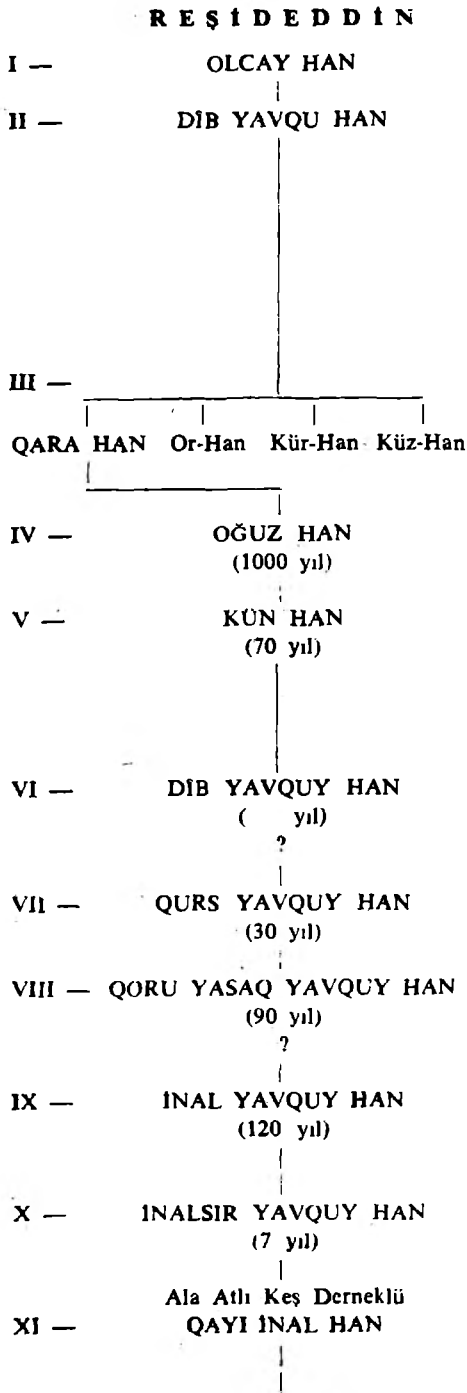 REŞİDEDDİN
I — OLCAY HAN
II — DİB YAVQU HAN
III —
QARA HAN Or-Han Kür-Han Küz-Han
IV — OĞUZ HAN
(1000 yıl)
V — KÜN HAN
(70 yıl)
VI — DİB YAVQUY HAN
( yıl)
?
VII — QURS YAVQUY HAN
(30 yıl)
VIII — QORU YASAQ YAVQUY HAN
(90 yıl)
?
IX — İNAL YAVQUY HAN
(120 yıl)
X — İNALSIR YAVQUY HAN
(7 yıl)
Ala Atlı Keş Derneklü
XI — QAYI İNAL HAN